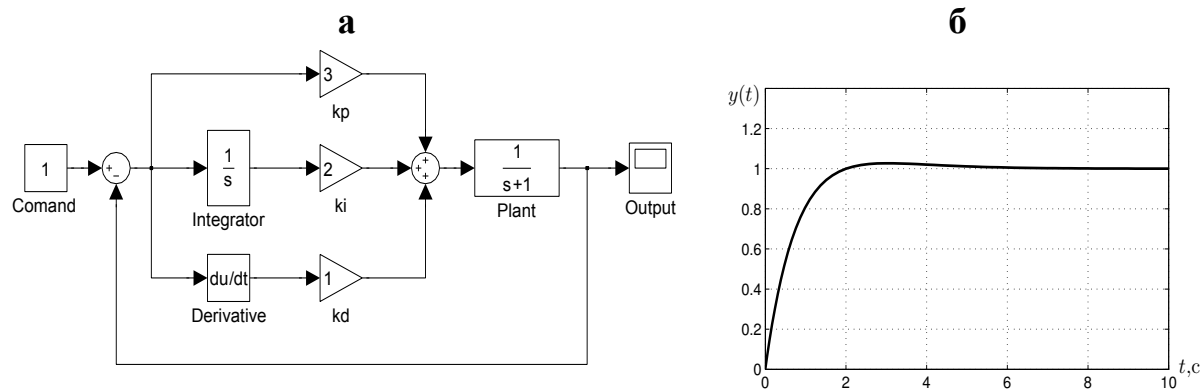 а
3
kp
1
Comand
+
−
1
s
Integrator
2
ki
+
+
+
1
s+1
Plant
Output
du/dt
Derivative
1
kd
б
y(t)
1.2
1
0.8
0.6
0.4
0.2
0
0 2 4 6 8 10
t,c